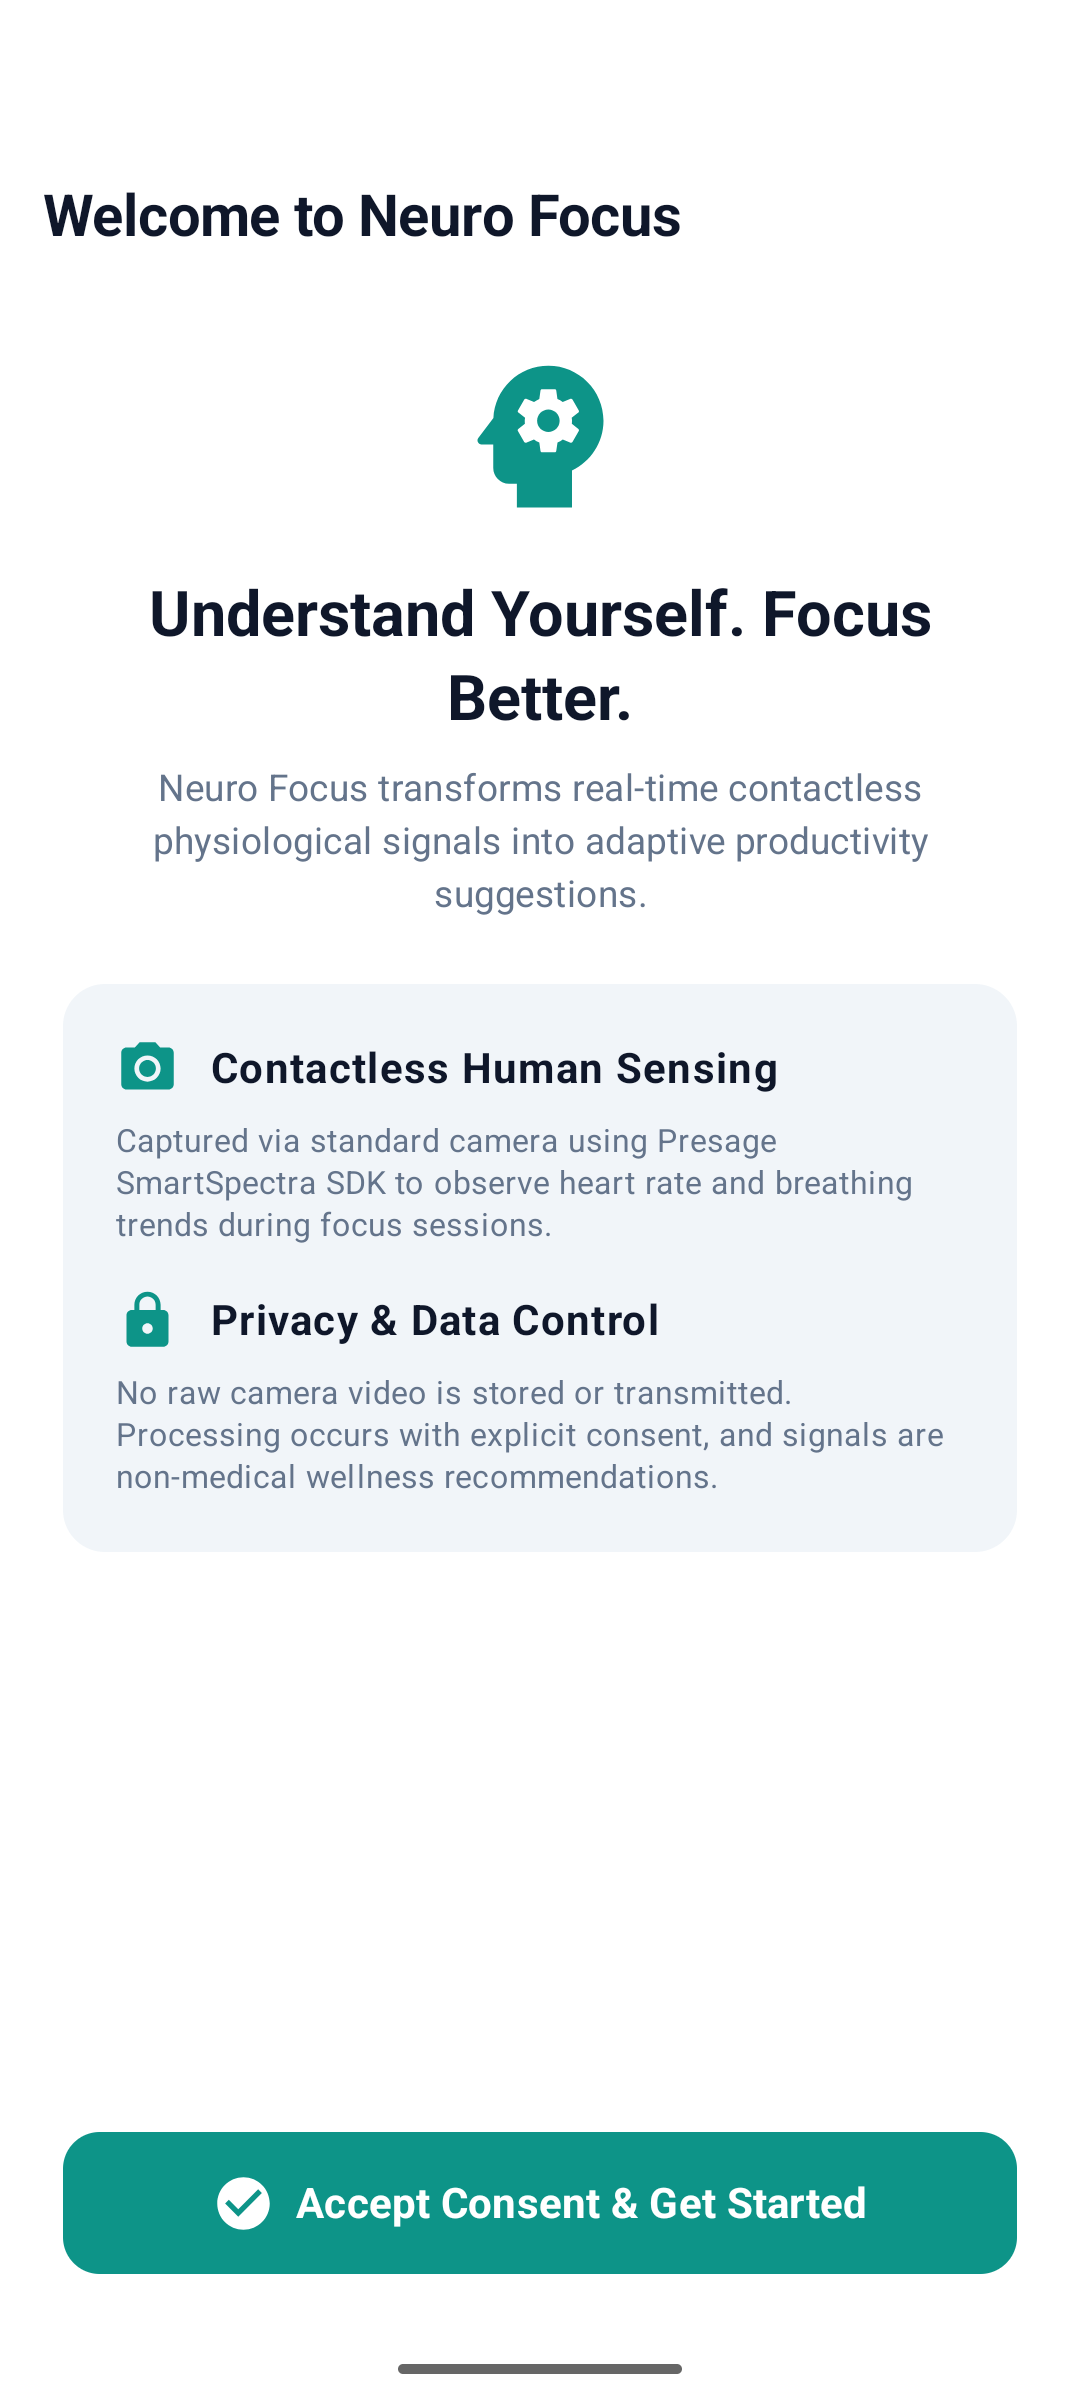 Welcome to Neuro Focus
Understand Yourself. Focus
Better.
Neuro Focus transforms real-time contactless
physiological signals into adaptive productivity
suggestions.
Contactless Human Sensing
Captured via standard camera using Presage
SmartSpectra SDK to observe heart rate and breathing
trends during focus sessions.
Privacy & Data Control
No raw camera video is stored or transmitted.
Processing occurs with explicit consent, and signals are
non-medical wellness recommendations.
Accept Consent & Get Started